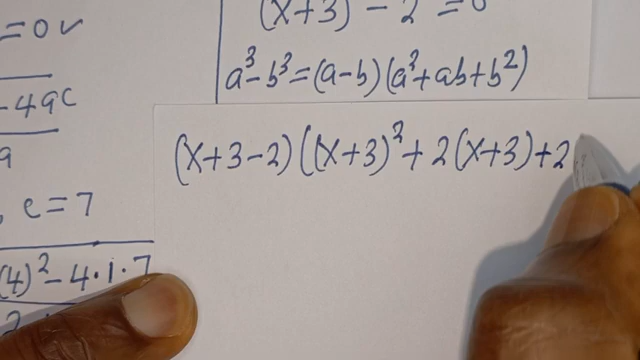 = 0 ✓
- 4ac
a
, c = 7
(4)² - 4·1·7
2
(x+3) - 2 = 0
a³-b³=(a-b)(a²+ab+b²)
(x+3-2)((x+3)²+2(x+3)+2